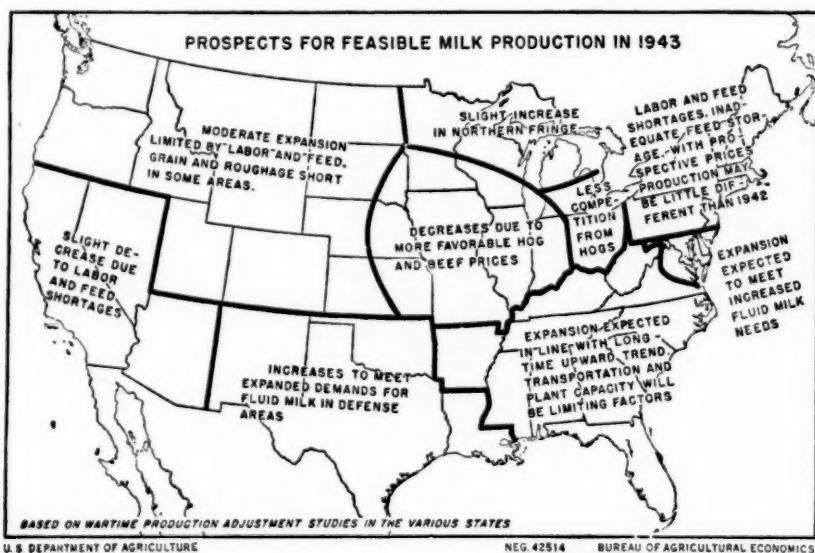 PROSPECTS FOR FEASIBLE MILK PRODUCTION IN 1943
MODERATE EXPANSION
LIMITED BY LABOR AND FEED.
GRAIN AND ROUGHAGE SHORT
IN SOME AREAS.
SLIGHT INCREASE
IN NORTHERN FRINGE
LABOR AND FEED
SHORTAGES. INAD-
EQUATE FEED STOR-
AGE. WITH PRO-
SPECTIVE PRICES
PRODUCTION MAY
BE LITTLE DIF-
FERENT THAN 1942
SLIGHT DE-
CREASE DUE
TO LABOR
AND FEED
SHORTAGES
DECREASES DUE TO
MORE FAVORABLE HOG
AND BEEF PRICES
LESS
COMPE-
TITION
FROM
HOGS
EXPANSION
EXPECTED
TO MEET
INCREASED
FLUID MILK
NEEDS
INCREASES TO MEET
EXPANDED DEMANDS FOR
FLUID MILK IN DEFENSE
AREAS
EXPANSION EXPECTED
IN LINE WITH LONG-
TIME UPWARD TREND.
TRANSPORTATION AND
PLANT CAPACITY WILL
BE LIMITING FACTORS
BASED ON WARTIME PRODUCTION ADJUSTMENT STUDIES IN THE VARIOUS STATES
U. S. DEPARTMENT OF AGRICULTURE NEG. 42514 BUREAU OF AGRICULTURAL ECONOMICS